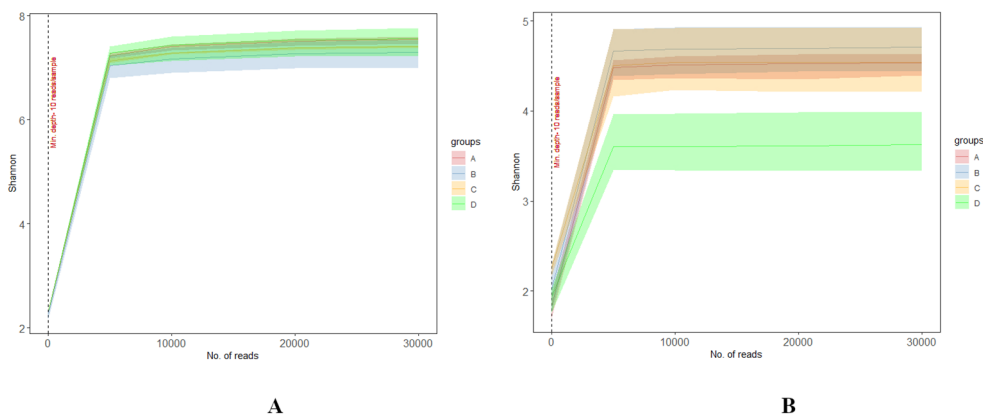 8
6
4
2
Shannon
Min. depth- 10 reads/sample
0
10000
20000
30000
No. of reads
groups
A
B
C
D
A
5
4
3
2
Shannon
Min. depth- 10 reads/sample
0
10000
20000
30000
No. of reads
groups
A
B
C
D
B